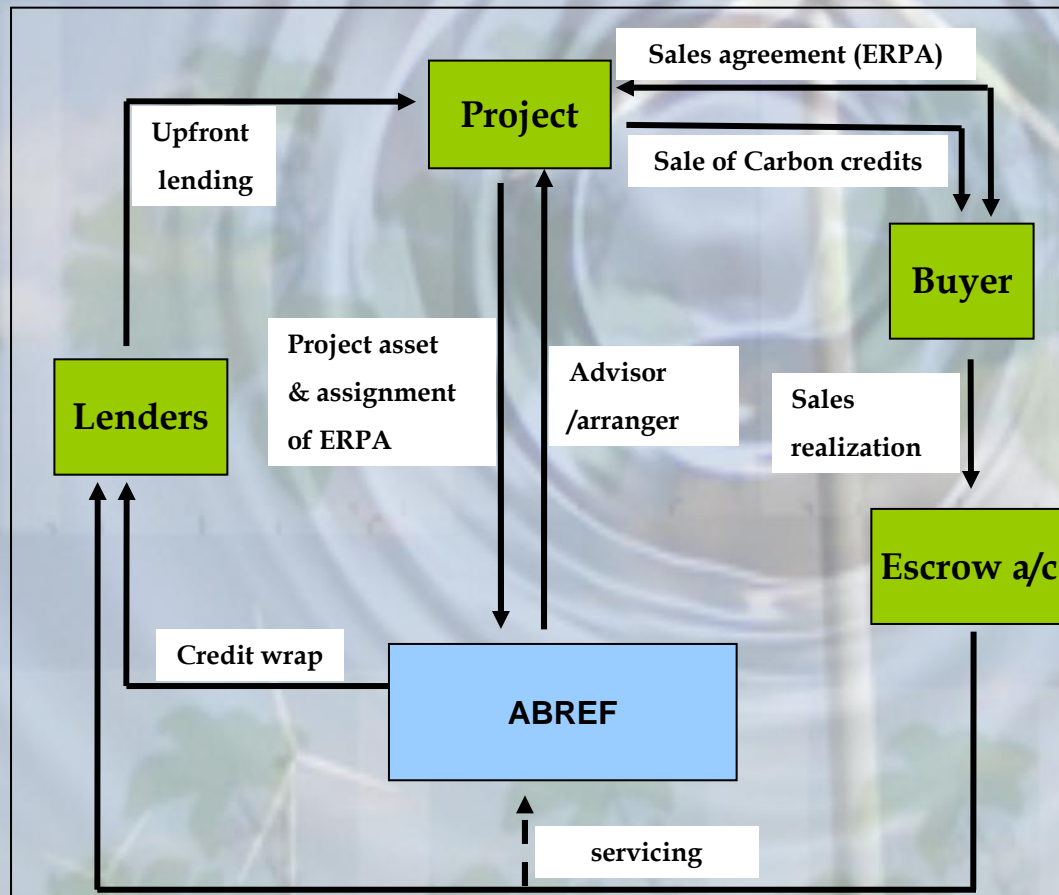 Sales agreement (ERPA)
Project
Upfront
lending
Sale of Carbon credits
Buyer
Project asset
& assignment
of ERPA
Advisor
/arranger
Lenders
Sales
realization
Escrow a/c
Credit wrap
ABREF
servicing